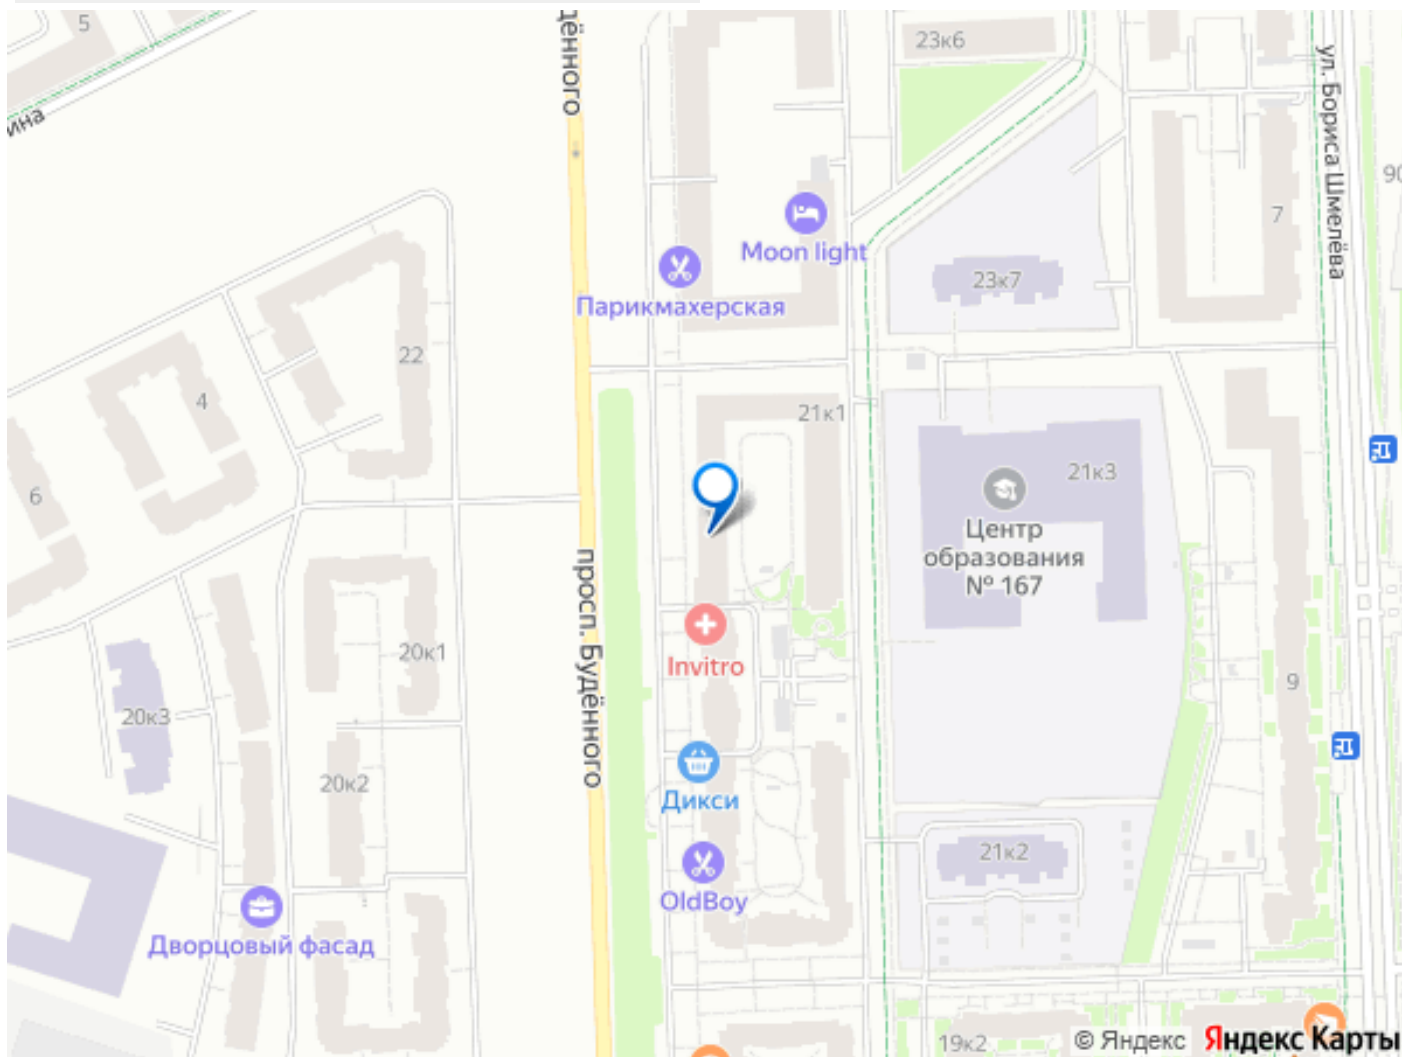 5
23к6
дённого
ина
ул. Бориса Шмелёва
90
7
Moon light
23к7
Парикмахерская
22
4
21к1
6
21к3
Центр
образования
№ 167
просп. Будённого
Invitro
20к1
9
20к3
20к2
Дикси
21к2
OldBoy
Дворцовый фасад
19к2
© Яндекс Яндекс Карты